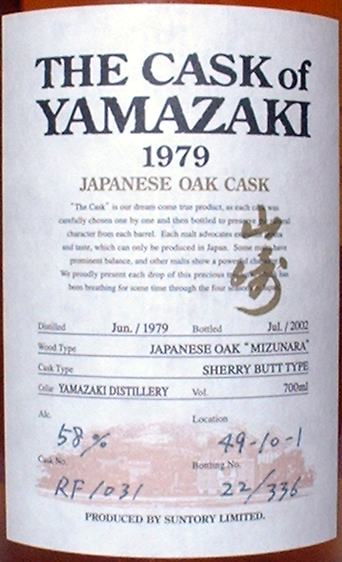 THE CASK of
YAMAZAKI
1979
JAPANESE OAK CASK
"The Cask" is our dream come true product, as each cask was
carefully chosen one by one and then bottled to preserve
character from each barrel. Each malt advocates
and taste, which can only be produced in Japan. Some have
prominent balance, and other malts show a powerful
We proudly present each drop of this precious has
been breathing for some time through the four seasons
山崎
Distilled Jun. / 1979 Bottled Jul. / 2002
Wood Type JAPANESE OAK "MIZUNARA"
Cask Type SHERRY BUTT TYPE
Cellar YAMAZAKI DISTILLERY Vol. 700ml
Alc. Location
58% 49-10-1
Cask No. Bottling No.
RF1031 22/336
PRODUCED BY SUNTORY LIMITED.